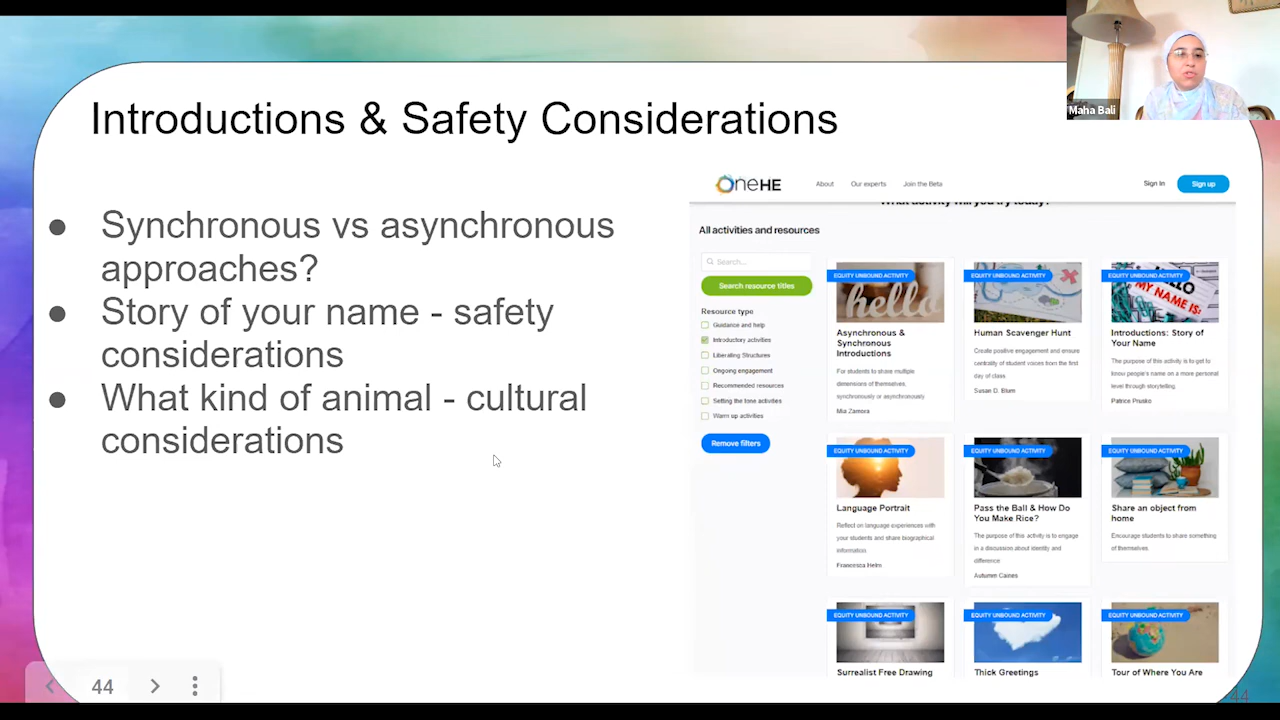 Introductions & Safety Considerations
Maha Bali
● Synchronous vs asynchronous
approaches?
● Story of your name - safety
considerations
● What kind of animal - cultural
considerations
OneHE
About Our experts Join the Beta
Sign In Sign up
What activity will you try today?
All activities and resources
Search...
Search resource titles
Resource type
Guidance and help
Introductory activities
Liberating Structures
Ongoing engagement
Recommended resources
Setting the tone activities
Warm up activities
Remove filters
EQUITY UNBOUND ACTIVITY
hello
Asynchronous &
Synchronous
Introductions
For students to share multiple
dimensions of themselves,
synchronously or asynchronously
Mia Zamora
EQUITY UNBOUND ACTIVITY
Human Scavenger Hunt
Create positive engagement and ensure
centrality of student voices from the first
day of class
Susan D. Blum
EQUITY UNBOUND ACTIVITY
HELLO
MY NAME IS:
Introductions: Story of
Your Name
The purpose of this activity is to get to
know people's name on a more personal
level through storytelling.
Patrice Prusko
EQUITY UNBOUND ACTIVITY
Language Portrait
Reflect on language experiences with
your students and share biographical
information.
Francesca Helm
EQUITY UNBOUND ACTIVITY
Pass the Ball & How Do
You Make Rice?
The purpose of this activity is to engage
in a discussion about identity and
difference
Autumm Caines
EQUITY UNBOUND ACTIVITY
Share an object from
home
Encourage students to share something
of themselves.
EQUITY UNBOUND ACTIVITY
Surrealist Free Drawing
EQUITY UNBOUND ACTIVITY
Thick Greetings
EQUITY UNBOUND ACTIVITY
Tour of Where You Are
44
44